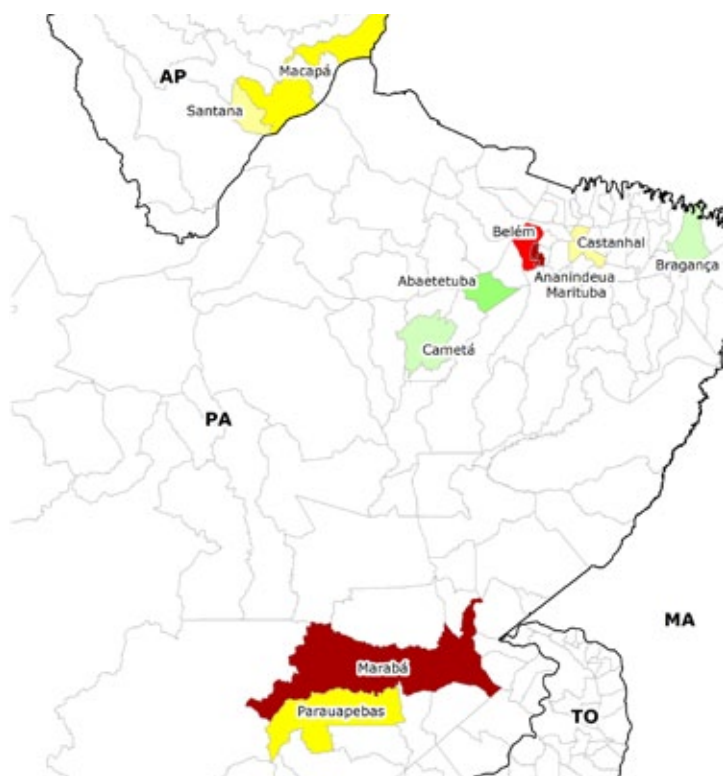 AP
Macapá
Santana
Belém
Castanhal
Bragança
Ananindeua
Marituba
Abaetetuba
Cametá
PA
MA
Marabá
Parauapebas
TO